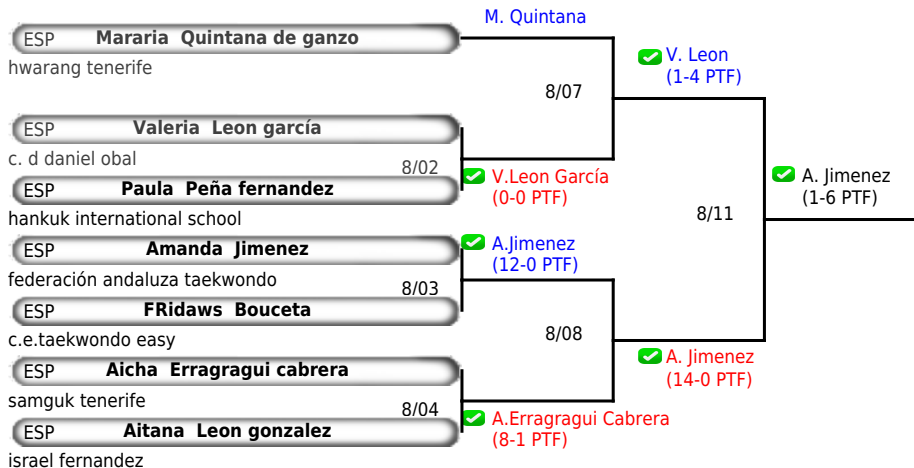 M. Quintana
ESP Mararia Quintana de ganzo
hwarang tenerife
V. Leon
(1-4 PTF)
8/07
ESP Valeria Leon garcía
c. d daniel obal
8/02
ESP Paula Peña fernandez
hankuk international school
V.Leon García
(0-0 PTF)
A. Jimenez
(1-6 PTF)
8/11
ESP Amanda Jimenez
federación andaluza taekwondo
A.Jimenez
(12-0 PTF)
8/03
ESP FRidaws Bouceta
c.e.taekwondo easy
8/08
ESP Aicha Erragragui cabrera
samguk tenerife
A. Jimenez
(14-0 PTF)
8/04
ESP Aitana Leon gonzalez
israel fernandez
A.Erragragui Cabrera
(8-1 PTF)